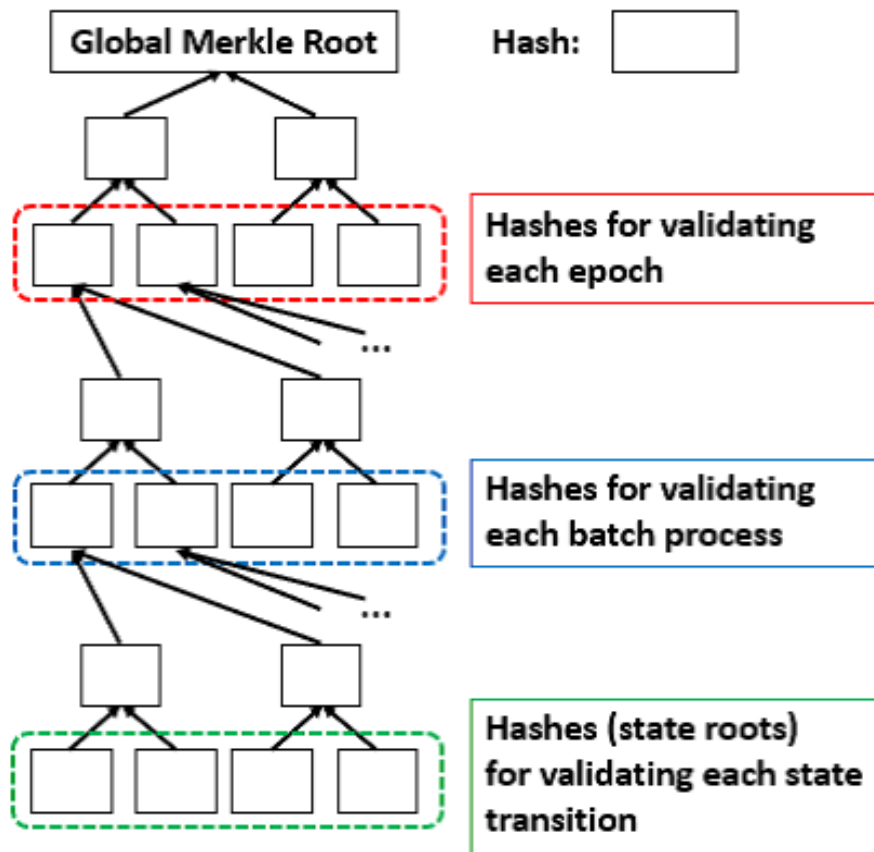 Global Merkle Root
Hash:
Hashes for validating
each epoch
...
Hashes for validating
each batch process
...
Hashes (state roots)
for validating each state
transition